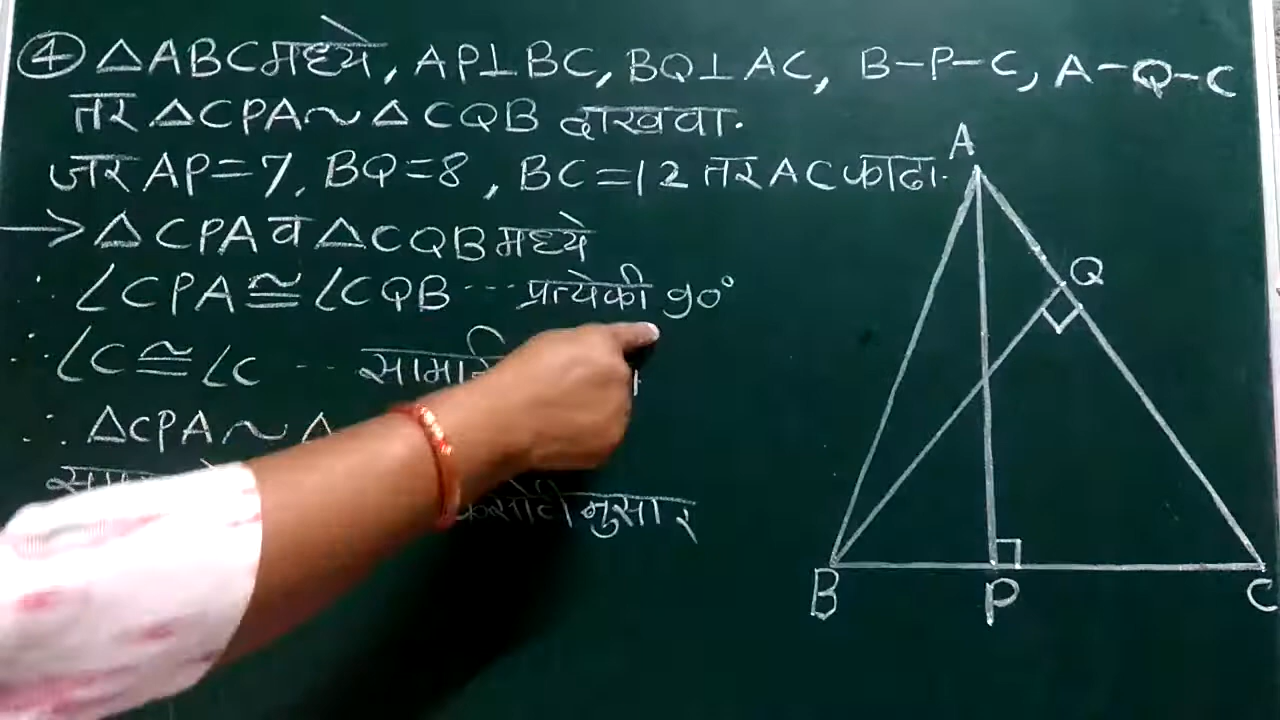 ④ △ABC मध्ये, AP⊥BC, BQ⊥AC, B-P-C, A-Q-C
तर △CPA ~ △CQB दाखवा.
जर AP=7, BQ=8, BC=12 तर AC काढा.
→ △CPA व △CQB मध्ये
∴ ∠CPA ≅ ∠CQB --- प्रत्येकी 90°
∴ ∠C ≅ ∠C ---
∴ △CPA ~ △
नुसार
A
Q
B
P
C